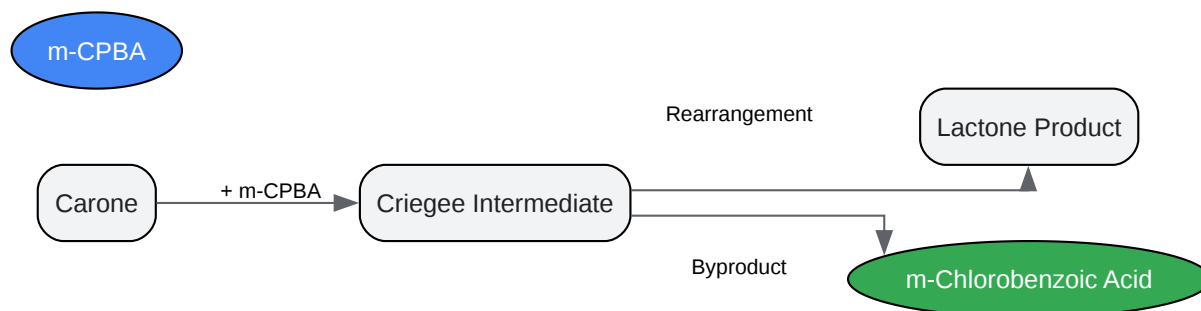 m-CPBA
Rearrangement
Lactone Product
Carone
+ m-CPBA
Criegee Intermediate
Byproduct
m-Chlorobenzoic Acid